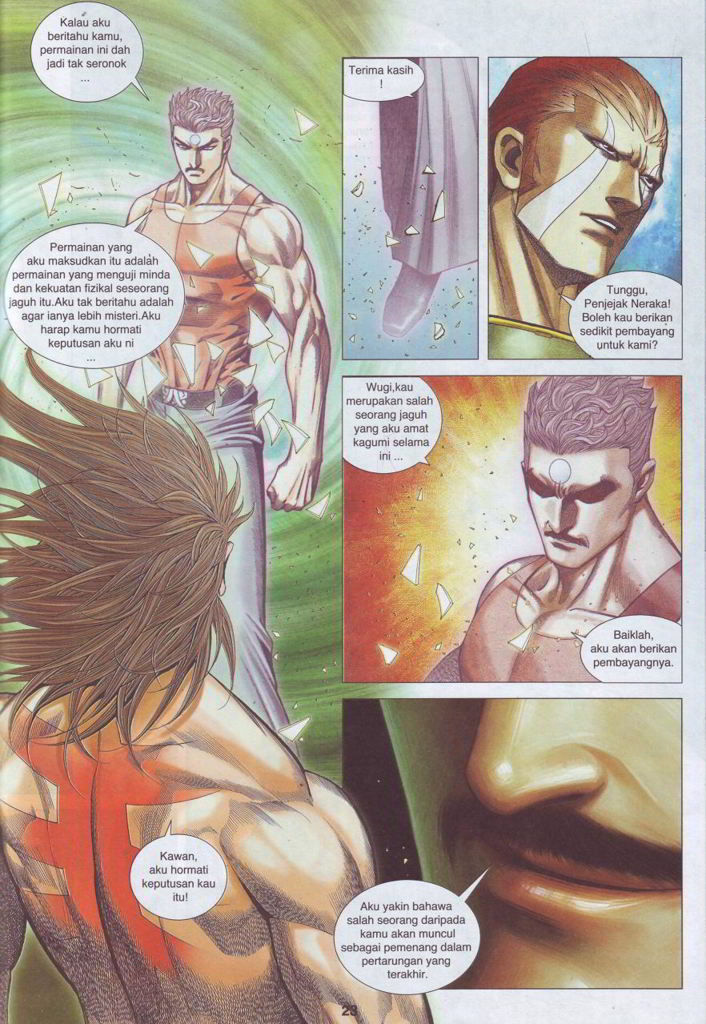 Kalau aku
beritahu kamu,
permainan ini dah
jadi tak seronok
...
Permainan yang
aku maksudkan itu adalah
permainan yang menguji minda
dan kekuatan fizikal seseorang
jaguh itu.Aku tak beritahu adalah
agar ianya lebih misteri.Aku
harap kamu hormati
keputusan aku ni
...
Kawan,
aku hormati
keputusan kau
itu!
Terima kasih
!
Tunggu,
Penjejak Neraka!
Boleh kau berikan
sedikit pembayang
untuk kami?
Wugi,kau
merupakan salah
seorang jaguh
yang aku amat
kagumi selama
ini ...
Baiklah,
aku akan berikan
pembayangnya.
Aku yakin bahawa
salah seorang daripada
kamu akan muncul
sebagai pemenang dalam
pertarungan yang
terakhir.
23